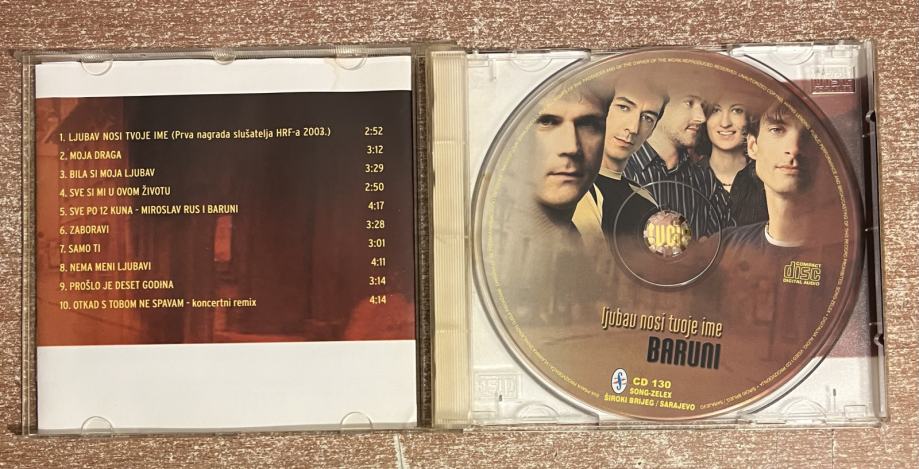 1. LJUBAV NOSI TVOJE IME (Prva nagrada slušatelja HRF-a 2003.) 2:52
2. MOJA DRAGA 3:12
3. BILA SI MOJA LJUBAV 3:29
4. SVE SI MI U OVOM ŽIVOTU 2:50
5. SVE PO 12 KUNA - MIROSLAV RUS I BARUNI 4:17
6. ZABORAVI 3:28
7. SAMO TI 3:01
8. NEMA MENI LJUBAVI 4:11
9. PROŠLO JE DESET GODINA 3:14
10. OTKAD S TOBOM NE SPAVAM - koncertni remix 4:14
COMPACT
disc
DIGITAL AUDIO
ljubav nosi tvoje ime
BARUNI
CD 130
SONG-ZELEX
ŠIROKI BRIJEG / SARAJEVO